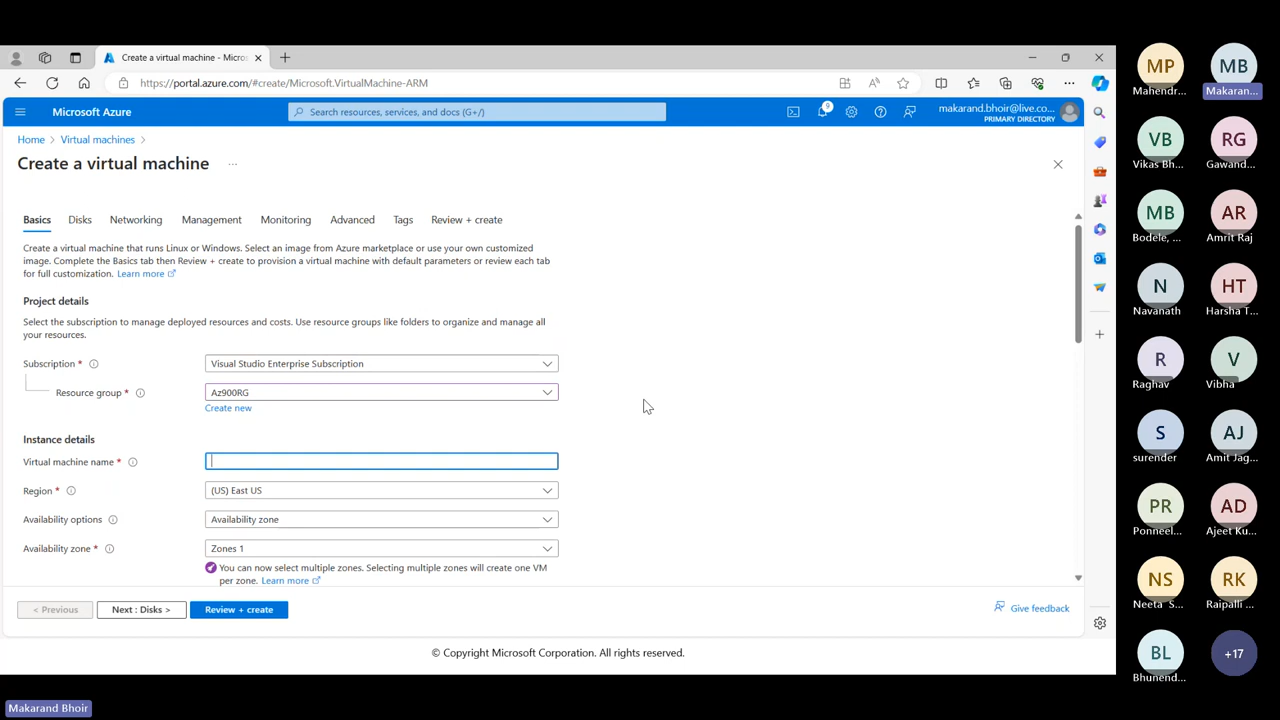 Create a virtual machine - Micros
https://portal.azure.com/#create/Microsoft.VirtualMachine-ARM
Microsoft Azure
Search resources, services, and docs (G+/)
9
makarand.bhoir@live.co...
PRIMARY DIRECTORY
Home > Virtual machines >
Create a virtual machine ...
Basics Disks Networking Management Monitoring Advanced Tags Review + create
Create a virtual machine that runs Linux or Windows. Select an image from Azure marketplace or use your own customized
image. Complete the Basics tab then Review + create to provision a virtual machine with default parameters or review each tab
for full customization. Learn more
Project details
Select the subscription to manage deployed resources and costs. Use resource groups like folders to organize and manage all
your resources.
Subscription * Visual Studio Enterprise Subscription
Resource group * Az900RG
Create new
Instance details
Virtual machine name *
Region * (US) East US
Availability options Availability zone
Availability zone * Zones 1
You can now select multiple zones. Selecting multiple zones will create one VM
per zone. Learn more
< Previous Next : Disks > Review + create
Give feedback
© Copyright Microsoft Corporation. All rights reserved.
Makarand Bhoir
MP MB
Mahendr... Makaran...
VB RG
Vikas Bh... Gawand...
MB AR
Bodele, ... Amrit Raj
N HT
Navanath Harsha T...
R V
Raghav Vibha
S AJ
surender Amit Jag...
PR AD
Ponneel... Ajeet Ku...
NS RK
Neeta S... Raipalli ...
BL +17
Bhunend...